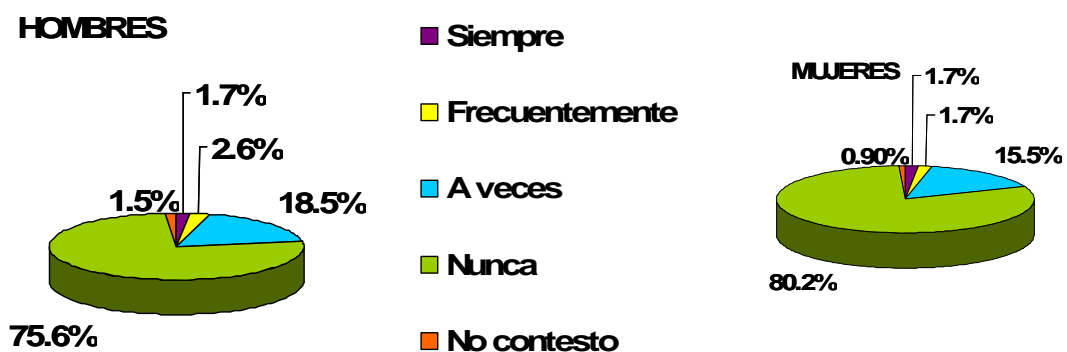 HOMBRES
1.7%
2.6%
1.5%
18.5%
75.6%
Siempre
Frecuentemente
A veces
Nunca
No contesto
MUJERES
1.7%
1.7%
0.90%
15.5%
80.2%